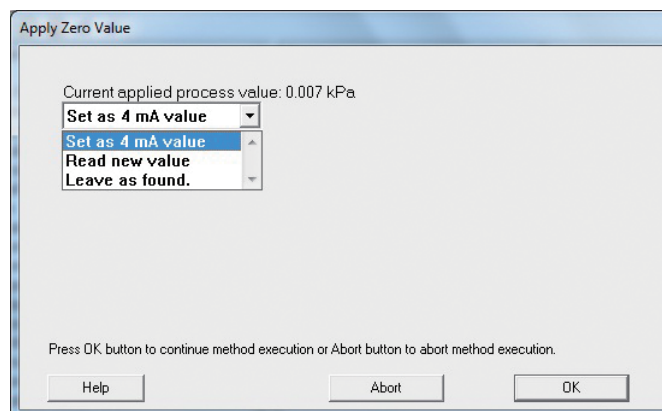 Apply Zero Value
Current applied process value: 0.007 kPa
Set as 4 mA value
Set as 4 mA value
Read new value
Leave as found.
Press OK button to continue method execution or Abort button to abort method execution.
Help Abort OK